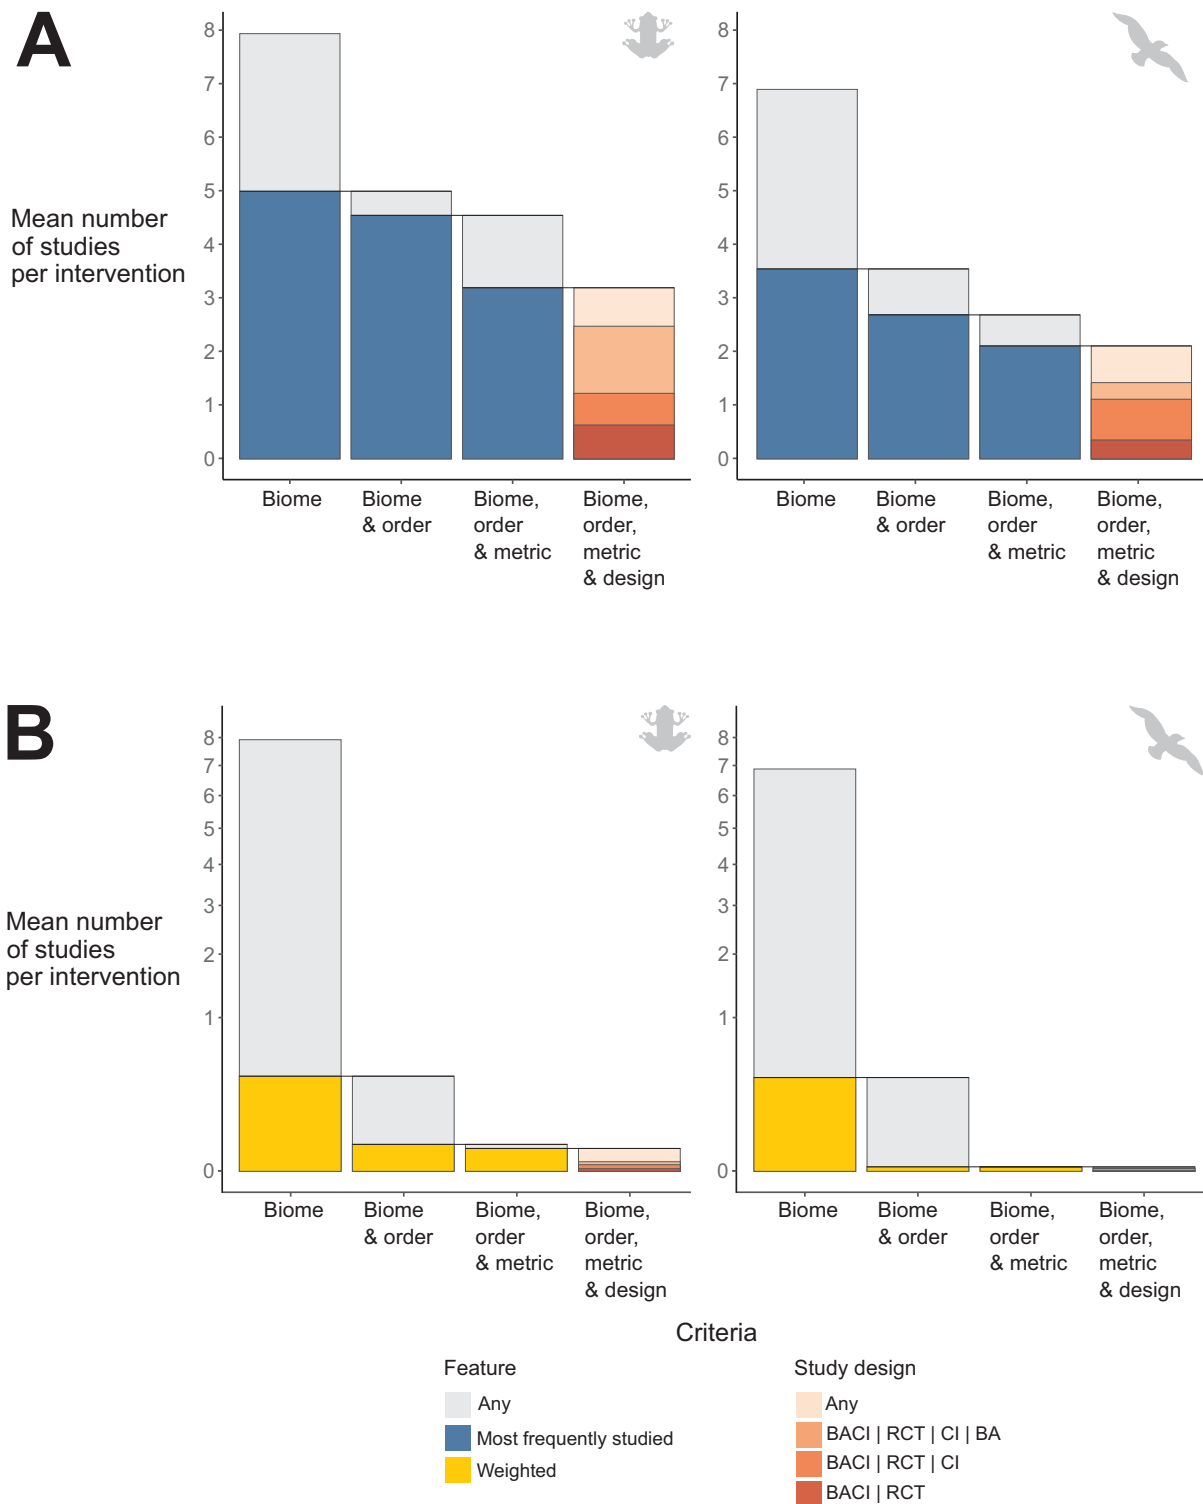 A
8
7
6
5
4
3
2
1
0
Mean number
of studies
per intervention
Biome
Biome
& order
Biome,
order
& metric
Biome,
order,
metric
& design
8
7
6
5
4
3
2
1
0
Biome
Biome
& order
Biome,
order
& metric
Biome,
order,
metric
& design
B
8
7
6
5
4
3
2
1
0
Mean number
of studies
per intervention
Biome
Biome
& order
Biome,
order
& metric
Biome,
order,
metric
& design
8
7
6
5
4
3
2
1
0
Biome
Biome
& order
Biome,
order
& metric
Biome,
order,
metric
& design
Criteria
Feature
Any
Most frequently studied
Weighted
Study design
Any
BACI | RCT | CI | BA
BACI | RCT | CI
BACI | RCT